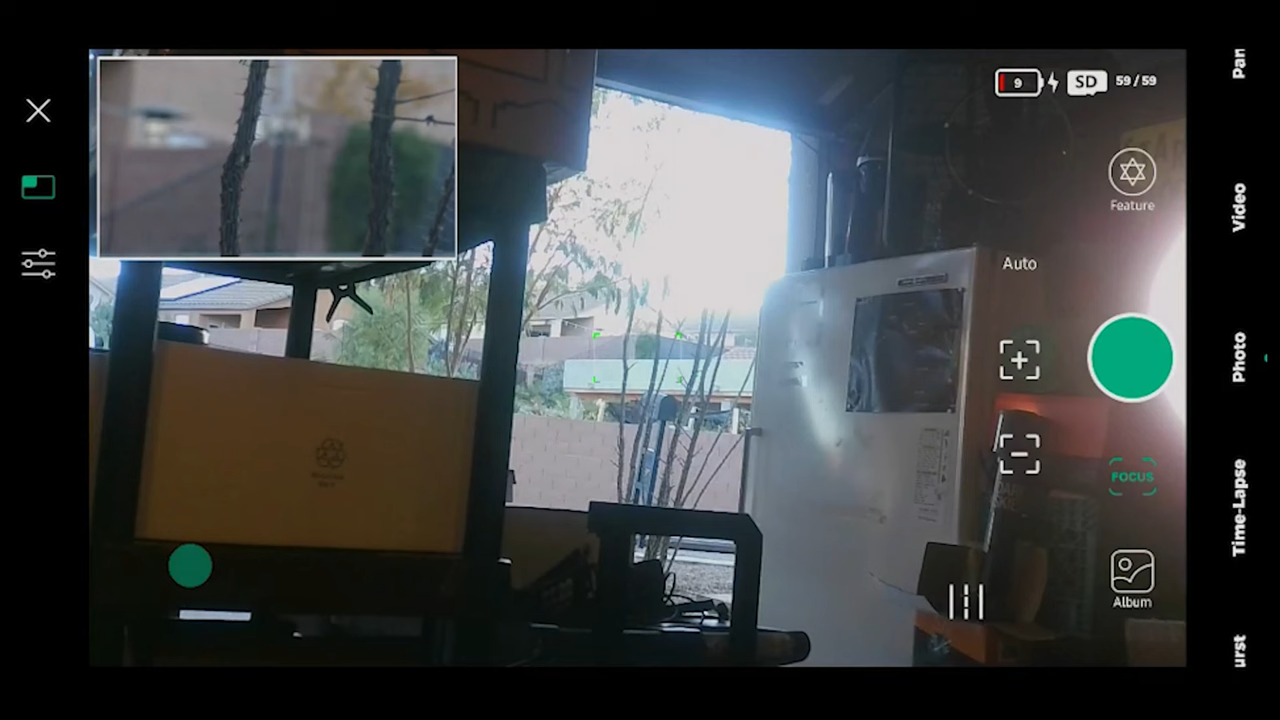 9
SD
59/59
Feature
Auto
FOCUS
Album
Pan
Video
Photo
Time-Lapse
urst